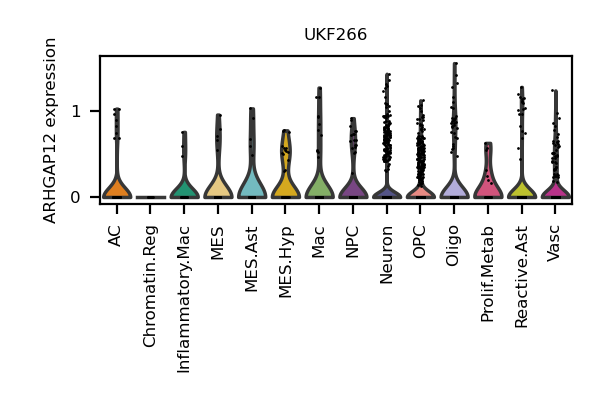 UKF266
ARHGAP12 expression
1
0
AC
Chromatin.Reg
Inflammatory.Mac
MES
MES.Ast
MES.Hyp
Mac
NPC
Neuron
OPC
Oligo
Prolif.Metab
Reactive.Ast
Vasc